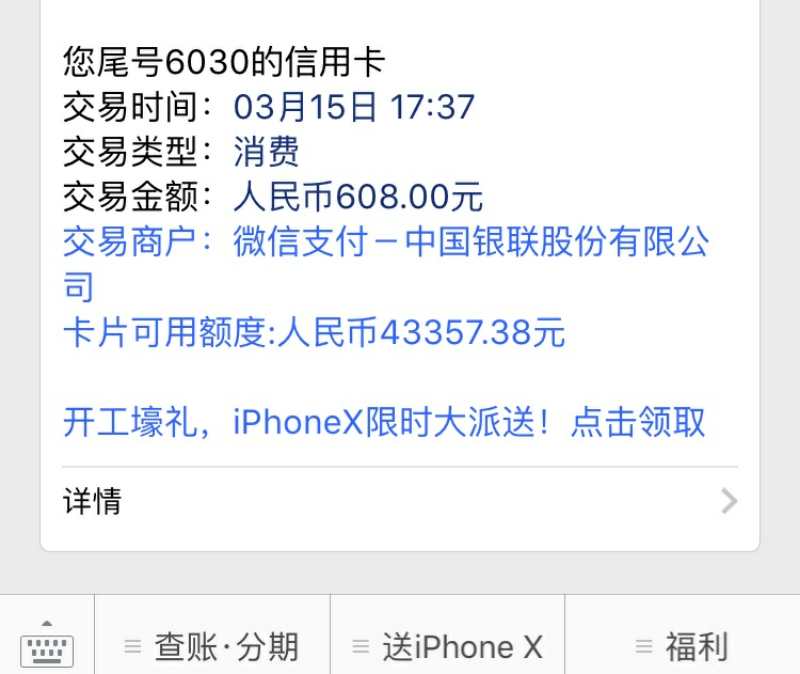 您尾号6030的信用卡
交易时间：03月15日 17:37
交易类型：消费
交易金额：人民币608.00元
交易商户：微信支付－中国银联股份有限公
司
卡片可用额度:人民币43357.38元
开工壕礼，iPhoneX限时大派送！点击领取
详情
查账·分期
送iPhone X
福利